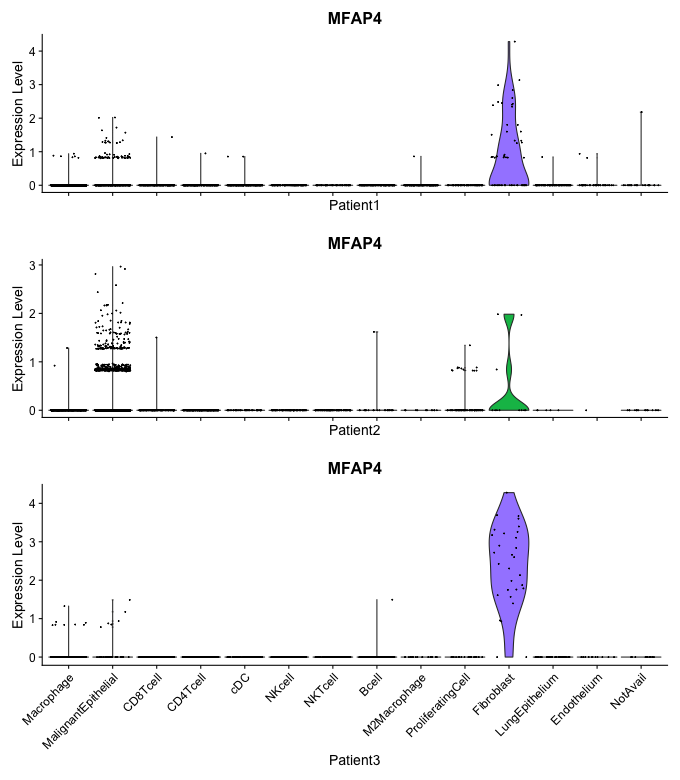 MFAP4
Expression Level
4
3
2
1
0
Patient1
MFAP4
Expression Level
3
2
1
0
Patient2
MFAP4
Expression Level
4
3
2
1
0
Macrophage
MalignantEpithelial
CD8Tcell
CD4Tcell
cDC
NKcell
NKTcell
Bcell
M2Macrophage
ProliferatingCell
Fibroblast
LungEpithelium
Endothelium
NotAvail
Patient3